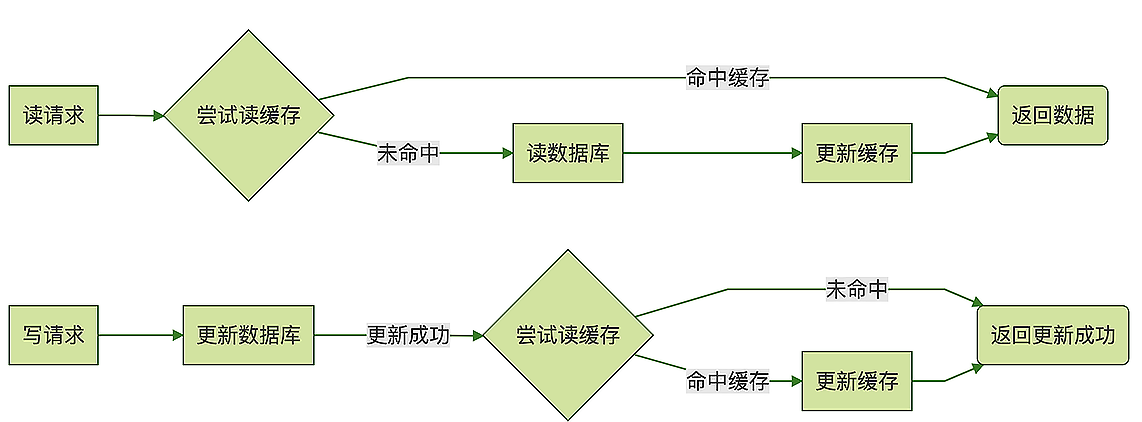 命中缓存
读请求
尝试读缓存
返回数据
未命中
读数据库
更新缓存
未命中
写请求
更新数据库
更新成功
尝试读缓存
返回更新成功
命中缓存
更新缓存